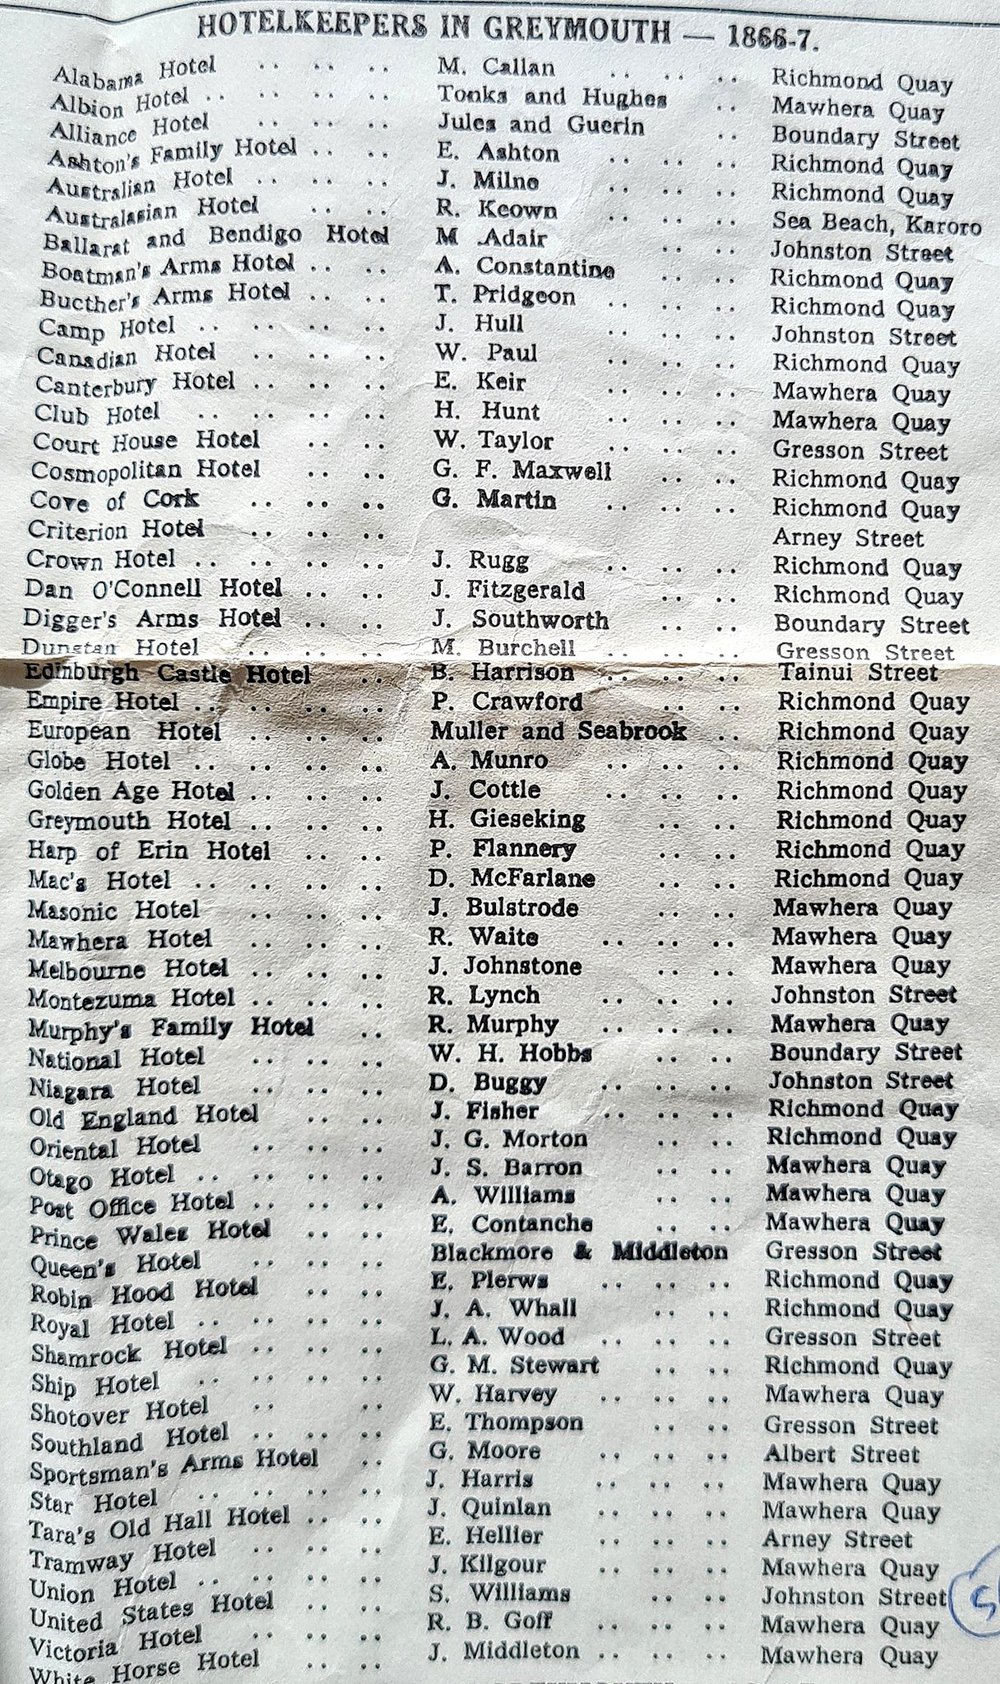 HOTELKEEPERS IN GREYMOUTH — 1866-7.
Alabama Hotel .. .. .. M. Callan .. .. .. Richmond Quay
Albion Hotel .. .. .. .. Tonks and Hughes .. Mawhera Quay
Alliance Hotel .. .. .. Jules and Guerin .. Boundary Street
Ashton's Family Hotel .. .. E. Ashton .. .. .. Richmond Quay
Australian Hotel .. .. .. J. Milne .. .. .. Richmond Quay
Australasian Hotel .. .. R. Keown .. .. .. Sea Beach, Karoro
Ballarat and Bendigo Hotel M .Adair .. .. Johnston Street
Boatman's Arms Hotel .. .. A. Constantine .. .. Richmond Quay
Bucther's Arms Hotel .. .. T. Pridgeon .. .. .. Richmond Quay
Camp Hotel .. .. .. .. J. Hull .. .. .. Johnston Street
Canadian Hotel .. .. .. W. Paul .. .. .. Richmond Quay
Canterbury Hotel .. .. .. E. Keir .. .. .. Mawhera Quay
Club Hotel .. .. .. .. H. Hunt .. .. .. Mawhera Quay
Court House Hotel .. .. W. Taylor .. .. .. Gresson Street
Cosmopolitan Hotel .. .. G. F. Maxwell .. .. Richmond Quay
Cove of Cork .. .. .. G. Martin .. .. .. Richmond Quay
Criterion Hotel .. .. .. Arney Street
Crown Hotel .. .. .. .. J. Rugg .. .. .. Richmond Quay
Dan O'Connell Hotel .. .. J. Fitzgerald .. .. Richmond Quay
Digger's Arms Hotel .. .. J. Southworth .. .. Boundary Street
Dunstan Hotel .. .. .. M. Burchell .. .. Gresson Street
Edinburgh Castle Hotel .. B. Harrison .. .. .. Tainui Street
Empire Hotel .. .. .. .. P. Crawford .. .. Richmond Quay
European Hotel .. .. .. Muller and Seabrook .. Richmond Quay
Globe Hotel .. .. .. .. A. Munro .. .. .. Richmond Quay
Golden Age Hotel .. .. .. J. Cottle .. .. .. Richmond Quay
Greymouth Hotel .. .. .. H. Gieseking .. .. Richmond Quay
Harp of Erin Hotel .. .. P. Flannery .. .. Richmond Quay
Mac's Hotel .. .. .. .. D. McFarlane .. .. Richmond Quay
Masonic Hotel .. .. .. J. Bulstrode .. .. Mawhera Quay
Mawhera Hotel .. .. .. R. Waite .. .. .. Mawhera Quay
Melbourne Hotel .. .. .. J. Johnstone .. .. Mawhera Quay
Montezuma Hotel .. .. .. R. Lynch .. .. .. Johnston Street
Murphy's Family Hotel .. R. Murphy .. .. .. Mawhera Quay
National Hotel .. .. .. W. H. Hobbs .. .. Boundary Street
Niagara Hotel .. .. .. D. Buggy .. .. .. Johnston Street
Old England Hotel .. .. J. Fisher .. .. .. Richmond Quay
Oriental Hotel .. .. .. J. G. Morton .. .. Richmond Quay
Otago Hotel .. .. .. .. J. S. Barron .. .. Mawhera Quay
Post Office Hotel .. .. .. A. Williams .. .. Mawhera Quay
Prince Wales Hotel .. .. E. Contanche .. .. Mawhera Quay
Queen's Hotel .. .. .. Blackmore & Middleton Gresson Street
Robin Hood Hotel .. .. E. Plerws .. .. .. Richmond Quay
Royal Hotel .. .. .. .. J. A. Whall .. .. Richmond Quay
Shamrock Hotel .. .. .. L. A. Wood .. .. .. Gresson Street
Ship Hotel .. .. .. .. G. M. Stewart .. .. Richmond Quay
Shotover Hotel .. .. W. Harvey .. .. .. Mawhera Quay
Southland Hotel .. .. .. E. Thompson .. .. Gresson Street
Sportsman's Arms Hotel .. G. Moore .. .. .. Albert Street
Star Hotel .. .. .. .. J. Harris .. .. .. Mawhera Quay
Tara's Old Hall Hotel .. .. J. Quinlan .. .. .. Mawhera Quay
Tramway Hotel .. .. .. E. Hellier .. .. .. Arney Street
Union Hotel .. .. .. .. J. Kilgour .. .. .. Mawhera Quay
United States Hotel .. .. S. Williams .. .. Johnston Street
Victoria Hotel .. .. .. R. B. Goff .. .. .. Mawhera Quay
White Horse Hotel .. .. J. Middleton .. .. .. Mawhera Quay